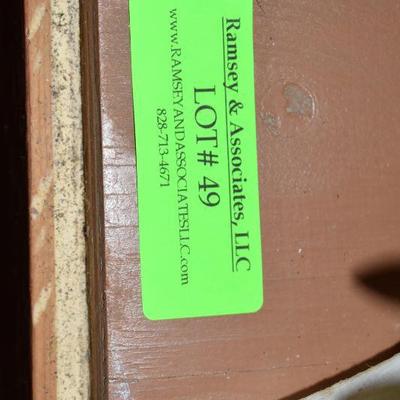 Ramsey & Associates, LLC
LOT# 49
www.RAMSEYANDASSOCIATESLLC.com
828-713-4671